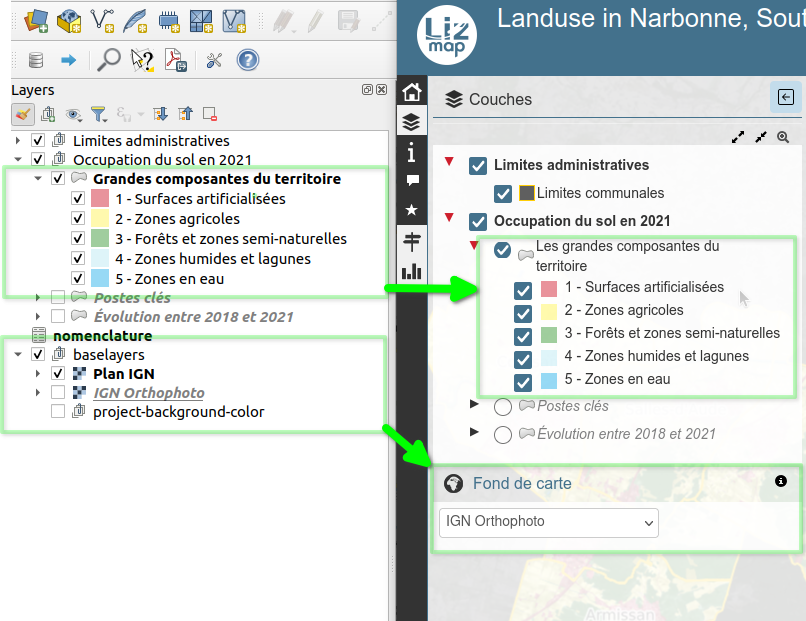 Layers
Limites administratives
Occupation du sol en 2021
Grandes composantes du territoire
1 - Surfaces artificialisées
2 - Zones agricoles
3 - Forêts et zones semi-naturelles
4 - Zones humides et lagunes
5 - Zones en eau
Postes clés
Évolution entre 2018 et 2021
nomenclature
baselayers
Plan IGN
IGN Orthophoto
project-background-color
Liz
map
Landuse in Narbonne, Sout
Couches
Limites administratives
Limites communales
Occupation du sol en 2021
Les grandes composantes du
territoire
1 - Surfaces artificialisées
2 - Zones agricoles
3 - Forêts et zones semi-naturelles
4 - Zones humides et lagunes
5 - Zones en eau
Postes clés
Évolution entre 2018 et 2021
Fond de carte
IGN Orthophoto
Armissan